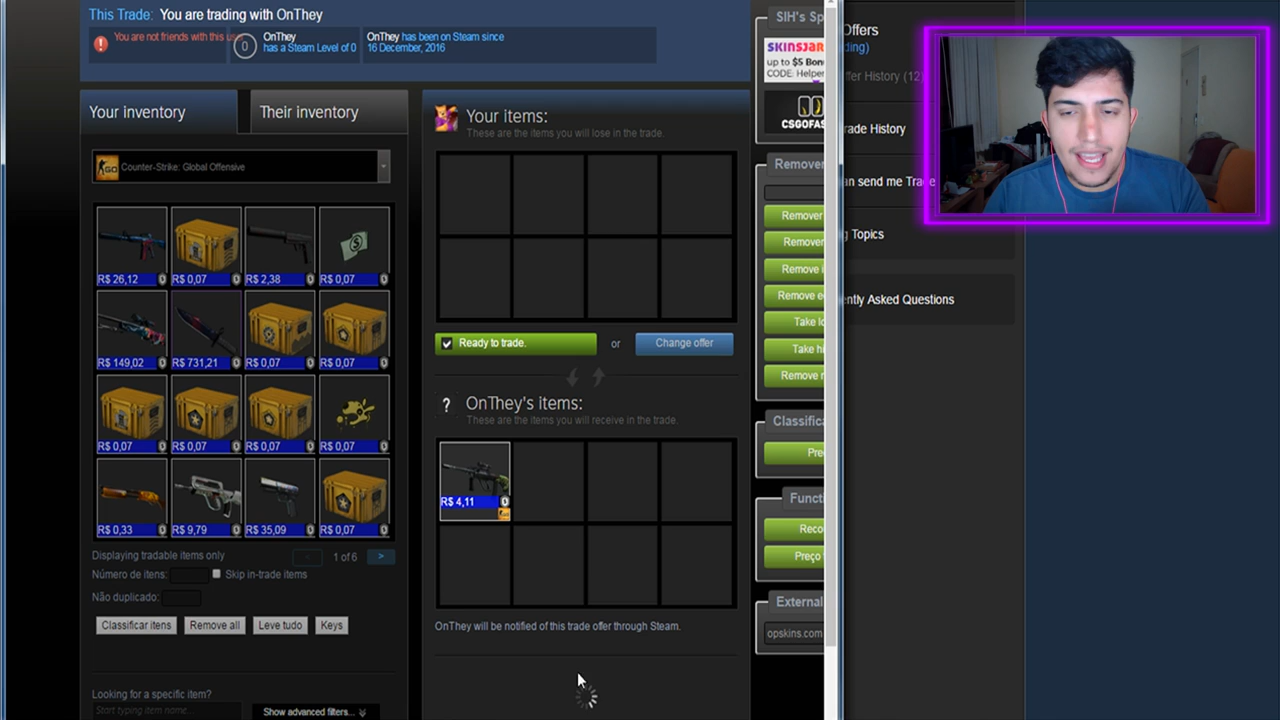 This Trade: You are trading with OnThey
You are not friends with this
0
OnThey
has a Steam Level of 0
OnThey has been on Steam since
16 December, 2016
Your inventory
Their inventory
Counter-Strike: Global Offensive
R$ 26,12
R$ 0,07
R$ 2,38
R$ 0,07
R$ 149,02
R$ 731,21
R$ 0,07
R$ 0,07
R$ 0,07
R$ 0,07
R$ 0,07
R$ 0,07
R$ 0,33
R$ 9,79
R$ 35,09
R$ 0,07
Displaying tradable items only
< 1 of 6 >
Número de itens:
Skip in-trade items
Não duplicado:
Classificar itens
Remove all
Leve tudo
Keys
Looking for a specific item?
Start typing item name...
Show advanced filters...
Your items:
These are the items you will lose in the trade.
Ready to trade.
or
Change offer
?
OnThey's items:
These are the items you will receive in the trade.
R$ 4,11
OnThey will be notified of this trade offer through Steam.
SIH's Sp
SKINSJAR
up to $5 Bon
CODE: Helper
CSGOFAS
Remover
Remover
Remover
Remove i
Remove e
Take lo
Take hi
Remove r
Classifica
Pre
Functi
Reco
Preço
External
opskins.com
Offers
ding)
ffer History (12)
rade History
an send me Trade
g Topics
ently Asked Questions